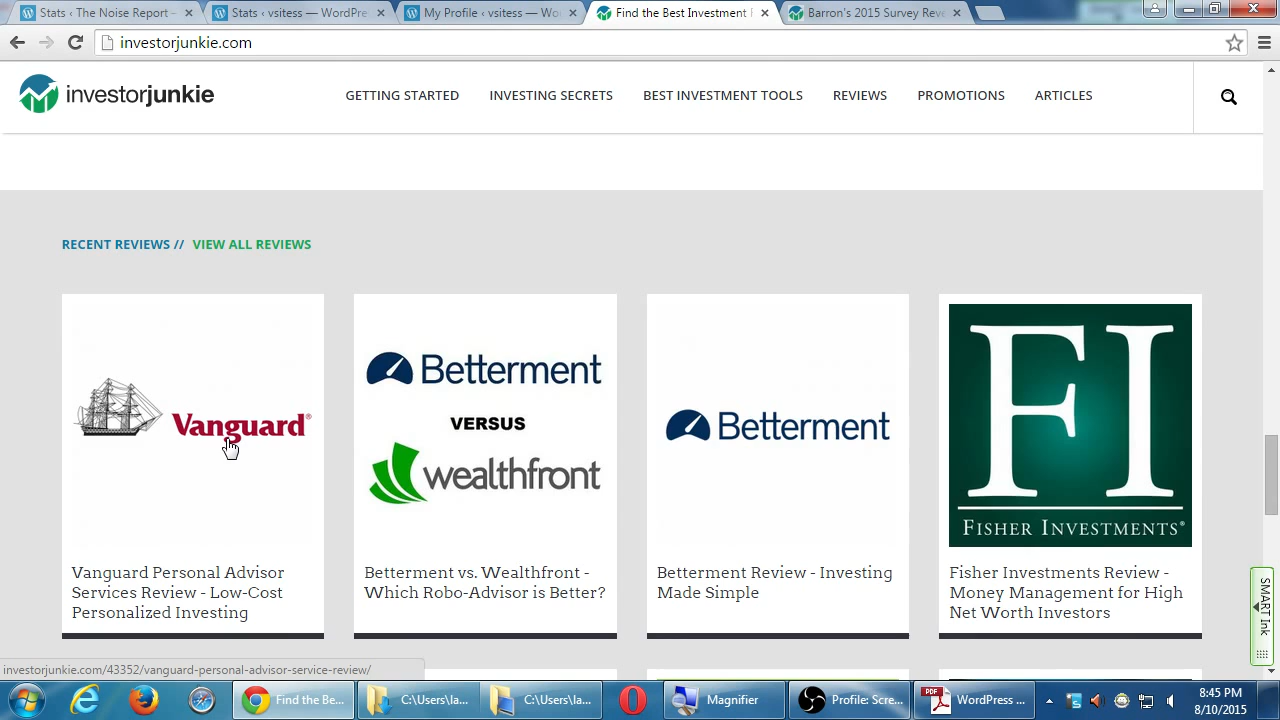 Stats ‹ The Noise Report -
Stats ‹ vsitess — WordPre
My Profile ‹ vsitess — Wo
Find the Best Investment
Barron's 2015 Survey Rev
investorjunkie.com
investorjunkie
GETTING STARTED
INVESTING SECRETS
BEST INVESTMENT TOOLS
REVIEWS
PROMOTIONS
ARTICLES
RECENT REVIEWS // VIEW ALL REVIEWS
Vanguard®
Vanguard Personal Advisor
Services Review - Low-Cost
Personalized Investing
Betterment
VERSUS
wealthfront
Betterment vs. Wealthfront -
Which Robo-Advisor is Better?
Betterment
Betterment Review - Investing
Made Simple
FI
FISHER INVESTMENTS®
Fisher Investments Review -
Money Management for High
Net Worth Investors
SMART Ink
investorjunkie.com/43352/vanguard-personal-advisor-service-review/
Find the Be...
C:\Users\la...
C:\Users\la...
Magnifier
Profile: Scre...
PDF
WordPress ...
8:45 PM
8/10/2015